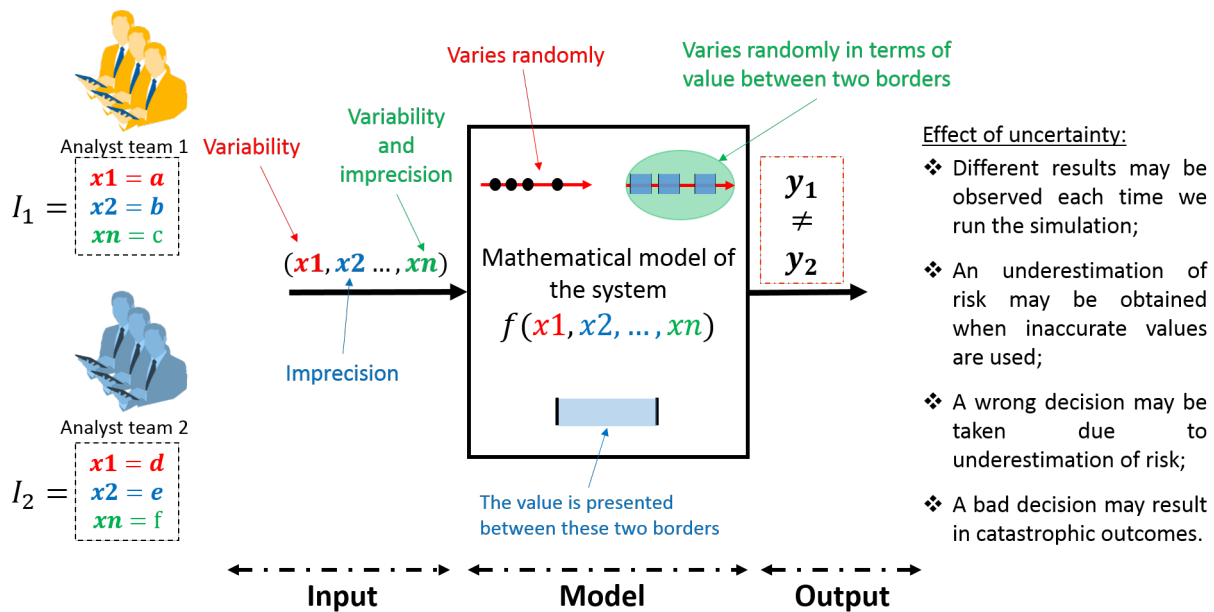 Analyst team 1
I₁ =
x1 = a
x2 = b
xn = c
Analyst team 2
I₂ =
x1 = d
x2 = e
xn = f
Variability
Variability
and
imprecision
(x1, x2 ..., xn)
Imprecision
Varies randomly
Varies randomly in terms of
value between two borders
Mathematical model of
the system
f(x1, x2, ..., xn)
The value is presented
between these two borders
y₁
≠
y₂
Effect of uncertainty:
❖ Different results may be
observed each time we
run the simulation;
❖ An underestimation of
risk may be obtained
when inaccurate values
are used;
❖ A wrong decision may be
taken due to
underestimation of risk;
❖ A bad decision may result
in catastrophic outcomes.
Input
Model
Output